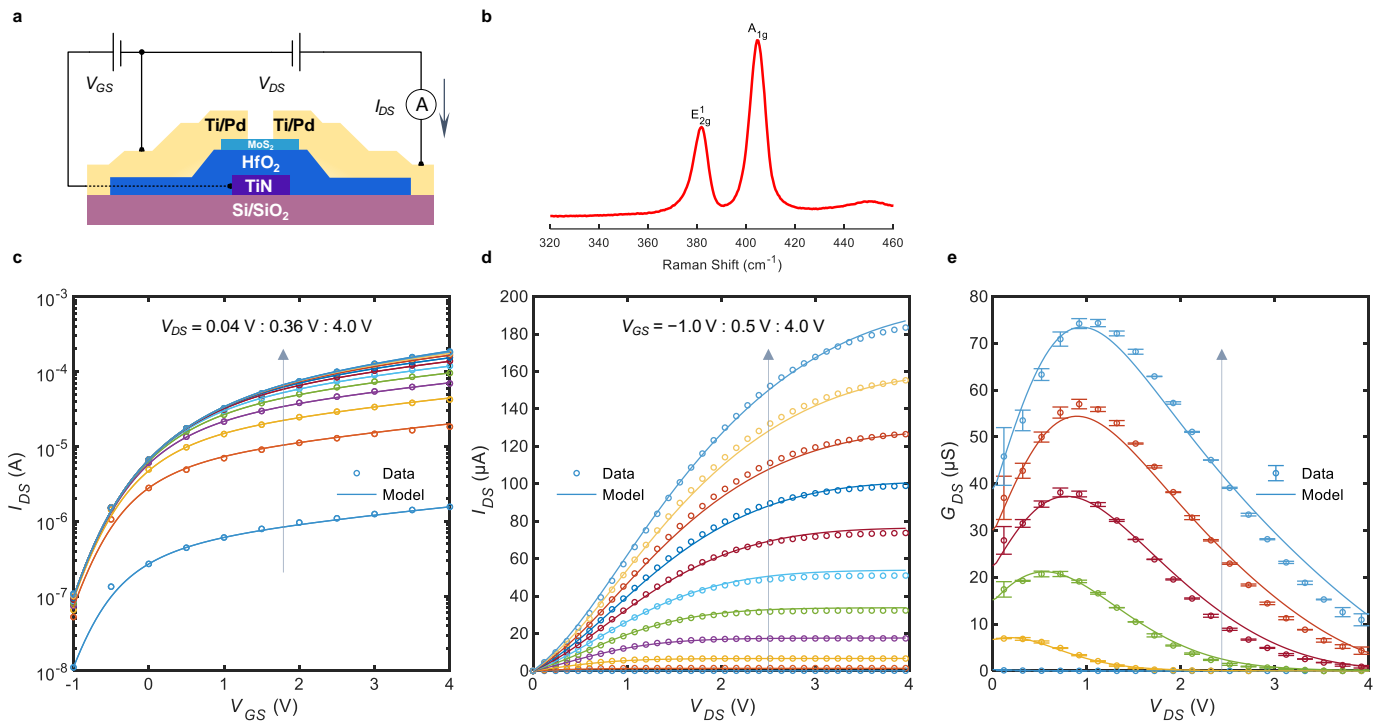 a
V_GS
V_DS
I_DS
A
Ti/Pd
Ti/Pd
MoS₂
HfO₂
TiN
Si/SiO₂
b
A_1g
E¹_2g
320
340
360
380
400
420
440
460
Raman Shift (cm⁻¹)
c
10⁻³
10⁻⁴
10⁻⁵
10⁻⁶
10⁻⁷
10⁻⁸
I_DS (A)
V_DS = 0.04 V : 0.36 V : 4.0 V
Data
Model
-1
0
1
2
3
4
V_GS (V)
d
200
180
160
140
120
100
80
60
40
20
0
I_DS (µA)
V_GS = −1.0 V : 0.5 V : 4.0 V
Data
Model
0
1
2
3
4
V_DS (V)
e
80
70
60
50
40
30
20
10
0
G_DS (µS)
Data
Model
0
1
2
3
4
V_DS (V)